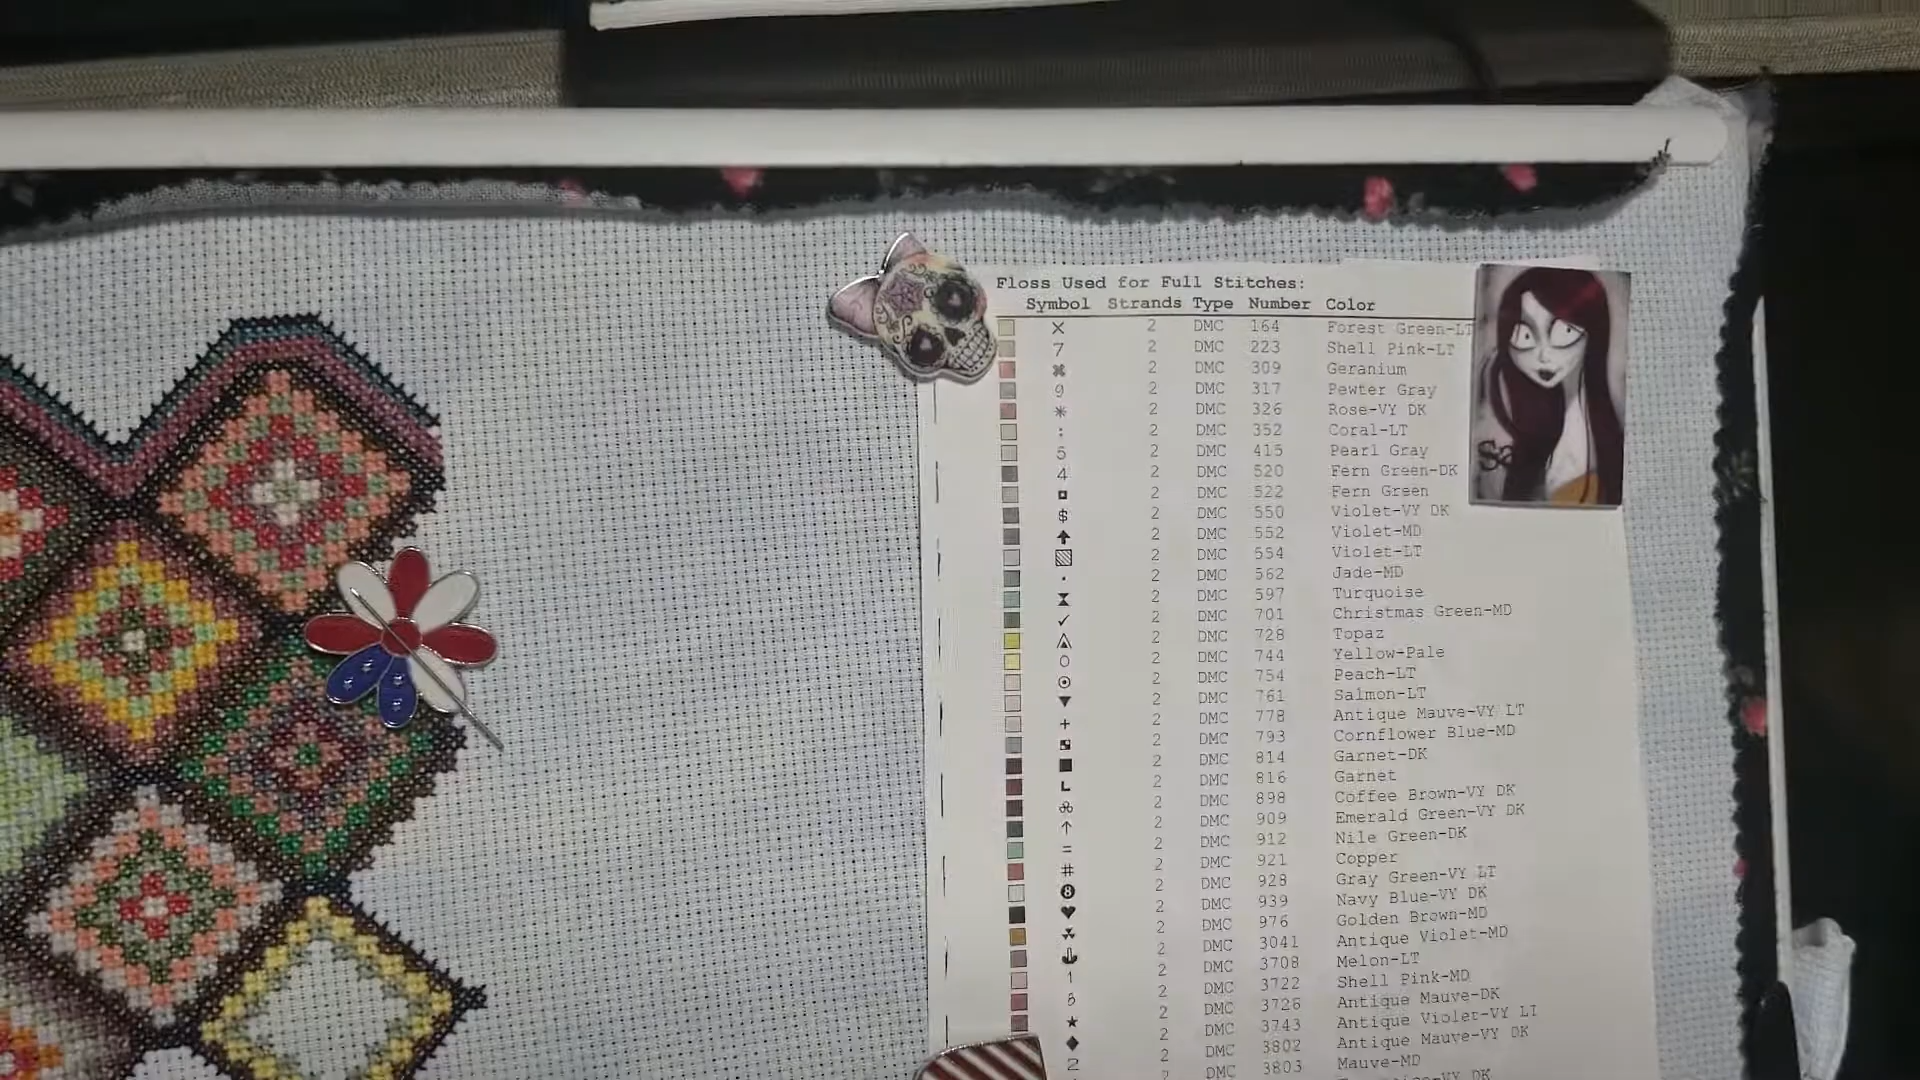 Floss Used for Full Stitches:
Symbol Strands Type Number Color
X 2 DMC 164 Forest Green-LT
7 2 DMC 223 Shell Pink-LT
⌘ 2 DMC 309 Geranium
9 2 DMC 317 Pewter Gray
* 2 DMC 326 Rose-VY DK
: 2 DMC 352 Coral-LT
5 2 DMC 415 Pearl Gray
4 2 DMC 520 Fern Green-DK
◘ 2 DMC 522 Fern Green
$ 2 DMC 550 Violet-VY DK
⬆ 2 DMC 552 Violet-MD
▨ 2 DMC 554 Violet-LT
· 2 DMC 562 Jade-MD
⧗ 2 DMC 597 Turquoise
✓ 2 DMC 701 Christmas Green-MD
◬ 2 DMC 728 Topaz
O 2 DMC 744 Yellow-Pale
⊙ 2 DMC 754 Peach-LT
▼ 2 DMC 761 Salmon-LT
+ 2 DMC 778 Antique Mauve-VY LT
▚ 2 DMC 793 Cornflower Blue-MD
■ 2 DMC 814 Garnet-DK
L 2 DMC 816 Garnet
♧ 2 DMC 898 Coffee Brown-VY DK
↑ 2 DMC 909 Emerald Green-VY DK
= 2 DMC 912 Nile Green-DK
# 2 DMC 921 Copper
❽ 2 DMC 928 Gray Green-VY LT
♥ 2 DMC 939 Navy Blue-VY DK
2 DMC 976 Golden Brown-MD
2 DMC 3041 Antique Violet-MD
1 2 DMC 3708 Melon-LT
8 2 DMC 3722 Shell Pink-MD
★ 2 DMC 3726 Antique Mauve-DK
◆ 2 DMC 3743 Antique Violet-VY LT
2 2 DMC 3802 Antique Mauve-VY DK
2 DMC 3803 Mauve-MD